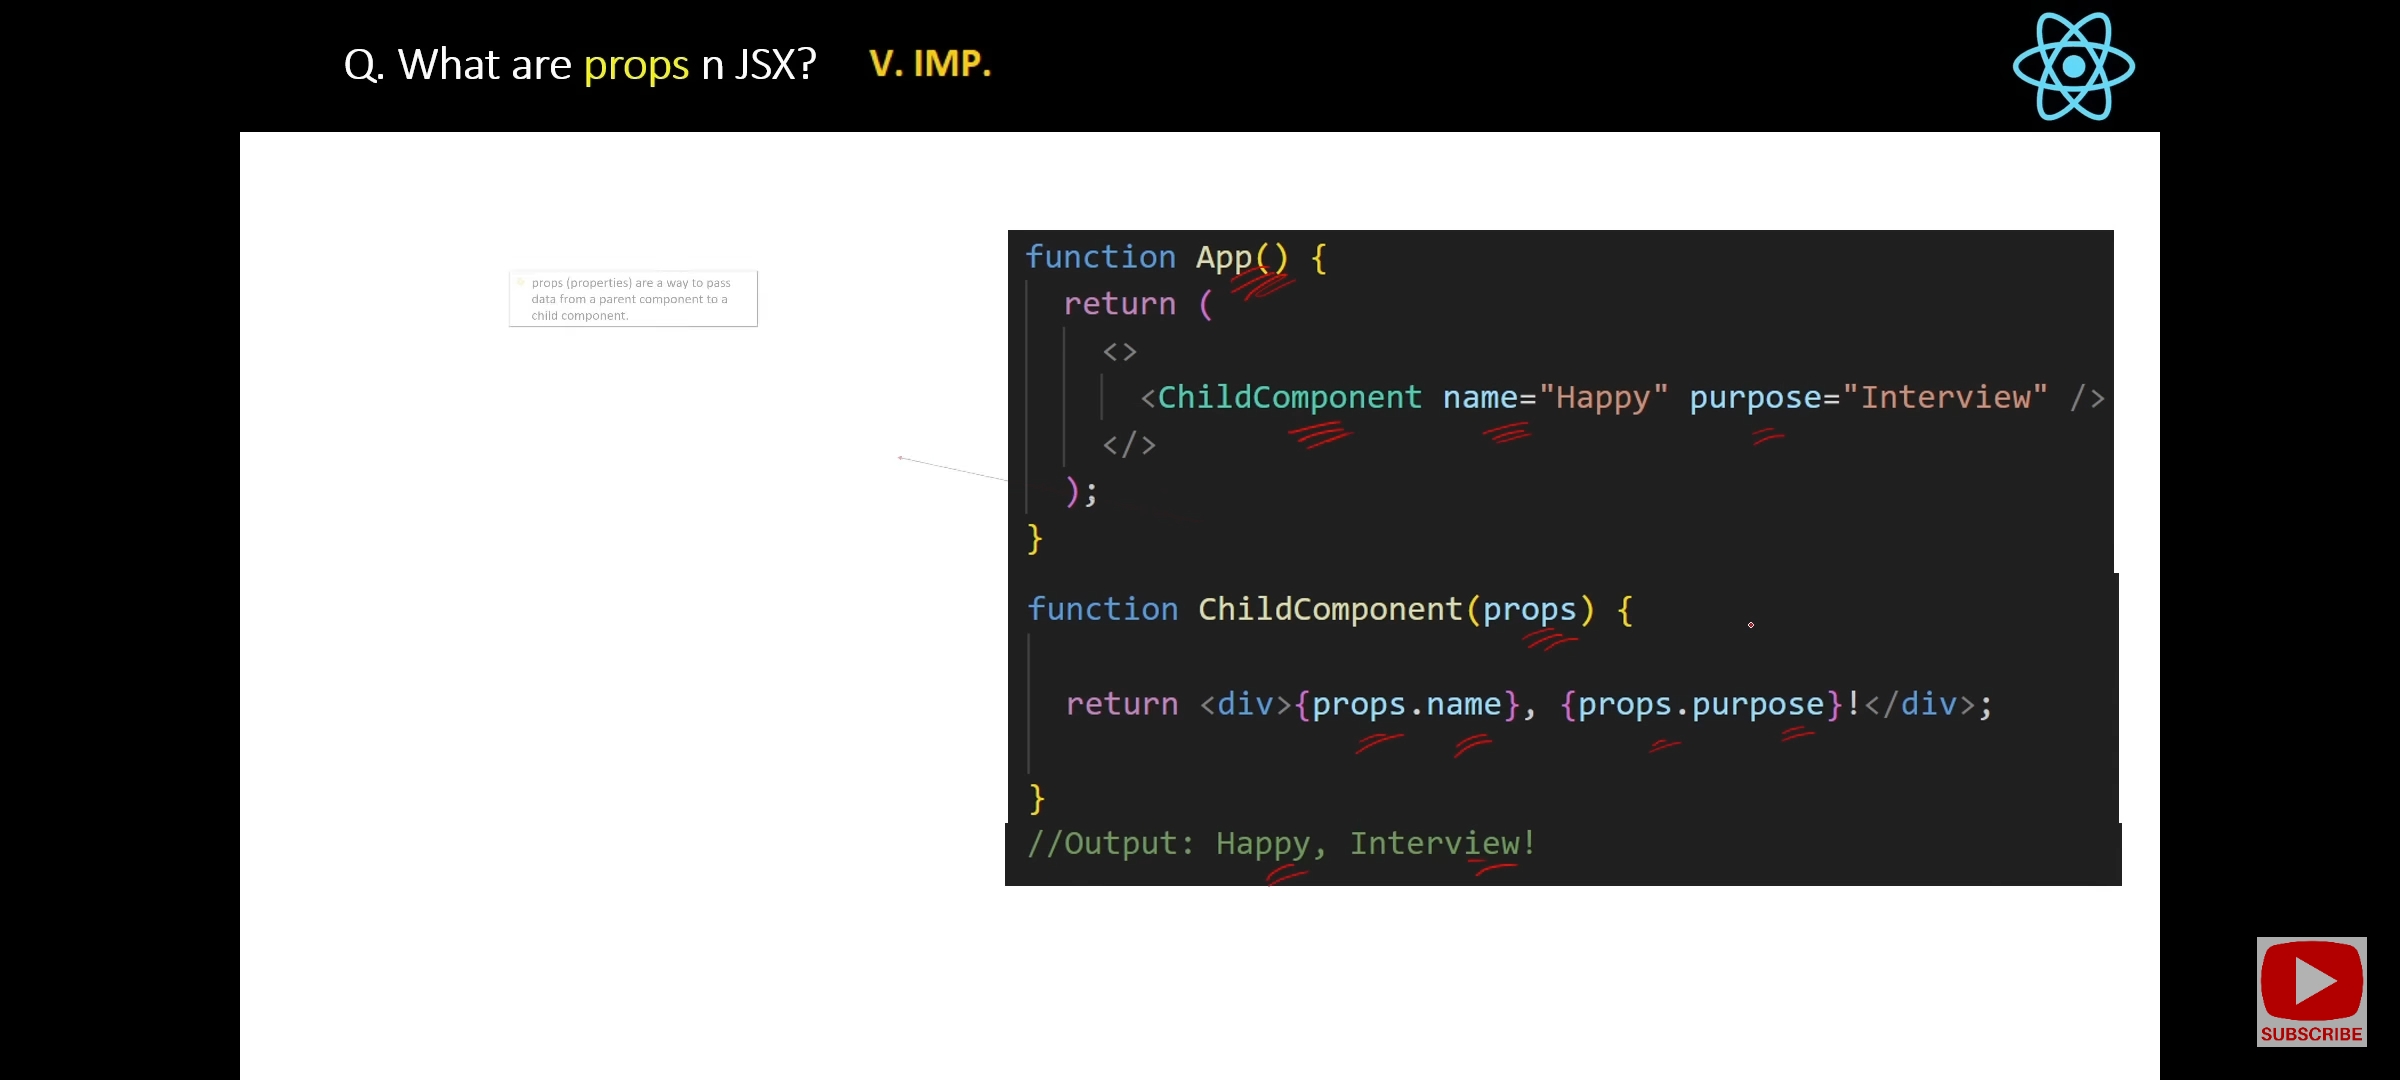 Q. What are props n JSX? V. IMP.
props (properties) are a way to pass
data from a parent component to a
child component.
function App() {
return (
<>
<ChildComponent name="Happy" purpose="Interview" />
</>
);
}
function ChildComponent(props) {
return <div>{props.name}, {props.purpose}!</div>;
}
//Output: Happy, Interview!
SUBSCRIBE